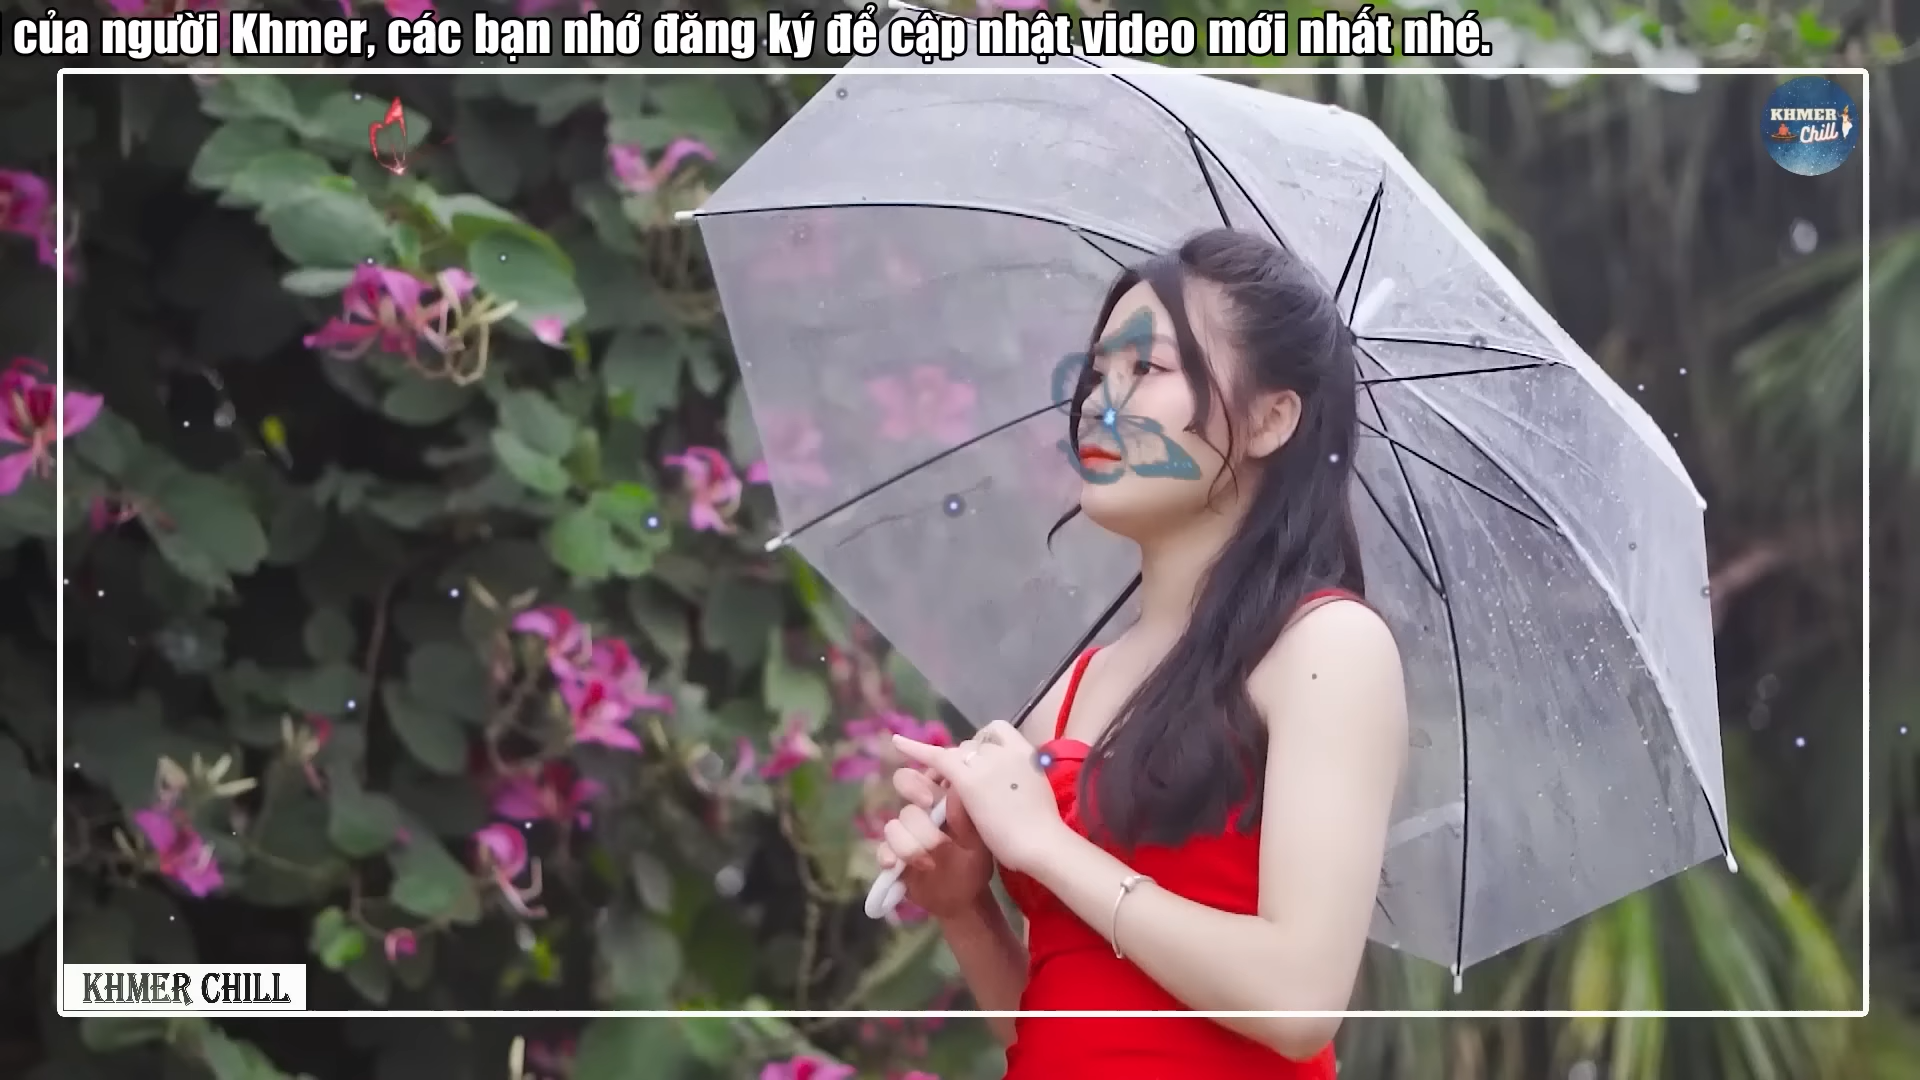 của người Khmer, các bạn nhớ đăng ký để cập nhật video mới nhất nhé.
KHMER
Chill
KHMER CHILL